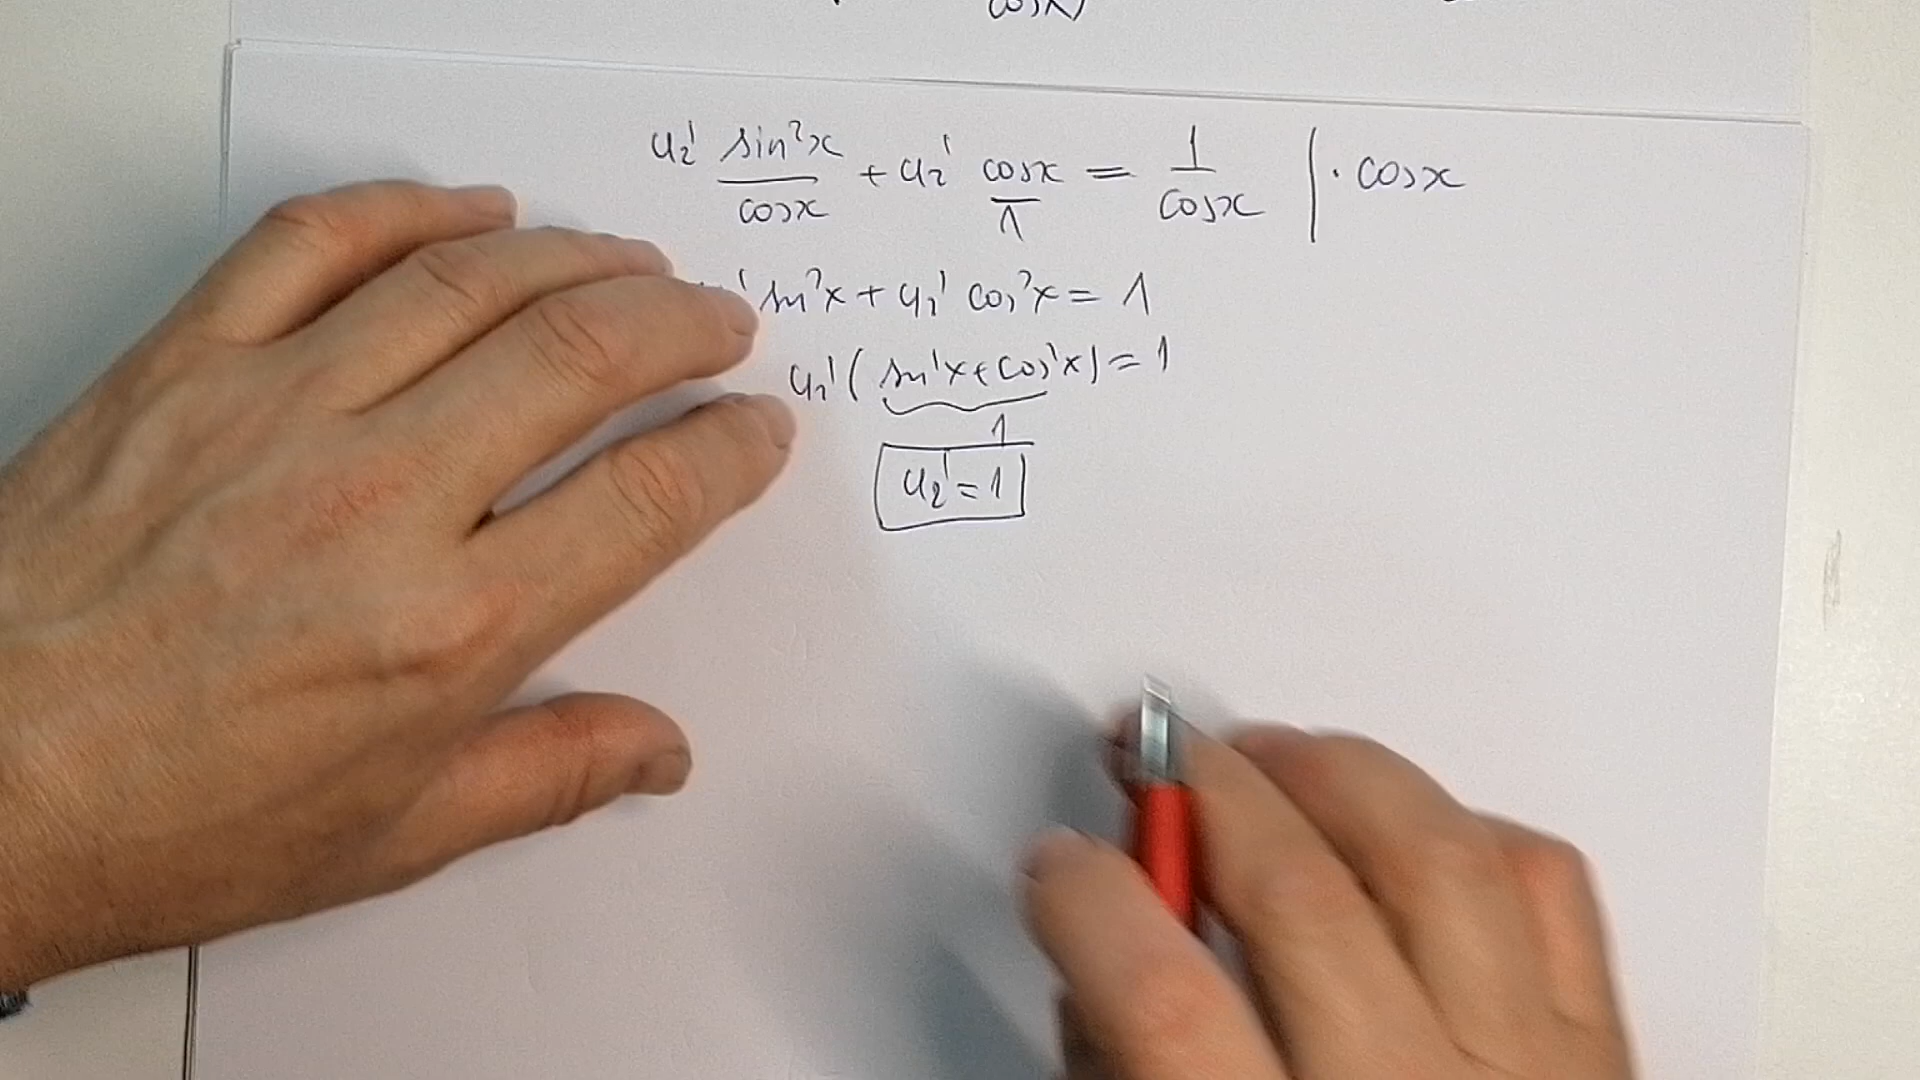 cosx)
u₂' sin²x/cosx + u₂' cosx/1 = 1/cosx | · cosx
' sin²x + u₂' cos²x = 1
u₂' (sin²x + cos²x) = 1
1
u₂' = 1